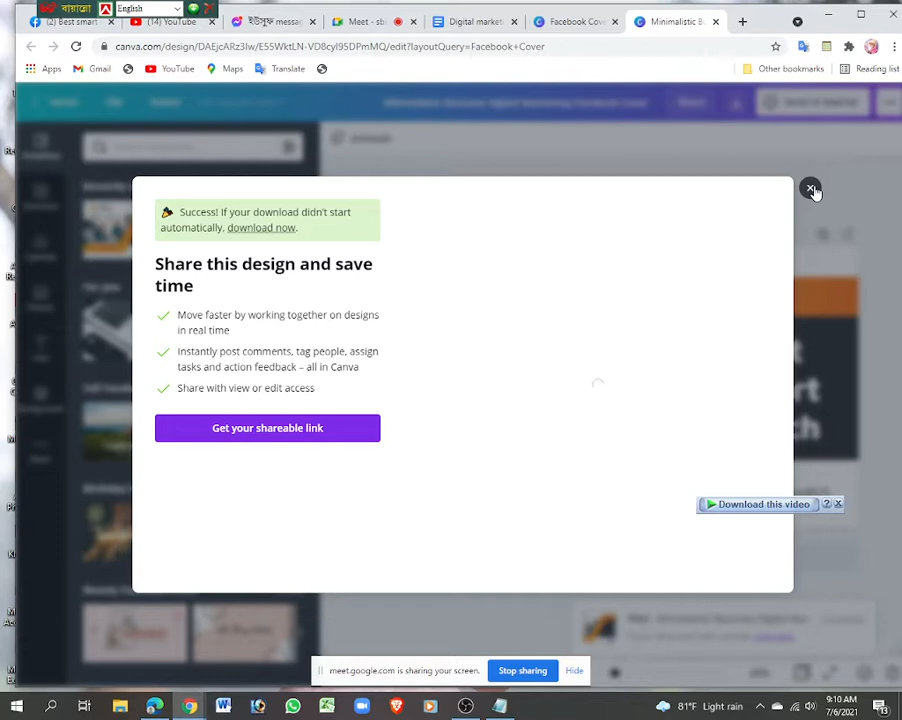 বায়ান্নো
English
(2) Best smart
(14) YouTube
ইউসুফ messag
Meet - sb
Digital market
Facebook Cov
Minimalistic Bu
canva.com/design/DAEjcARz3lw/E55WktLN-VD8cyI95DPmMQ/edit?layoutQuery=Facebook+Cover
Apps
Gmail
YouTube
Maps
Translate
Other bookmarks
Reading list
Success! If your download didn't start
automatically, download now.
Share this design and save
time
Move faster by working together on designs
in real time
Instantly post comments, tag people, assign
tasks and action feedback – all in Canva
Share with view or edit access
Get your shareable link
Download this video
meet.google.com is sharing your screen.
Stop sharing
Hide
81°F Light rain
9:10 AM
7/6/2021
13